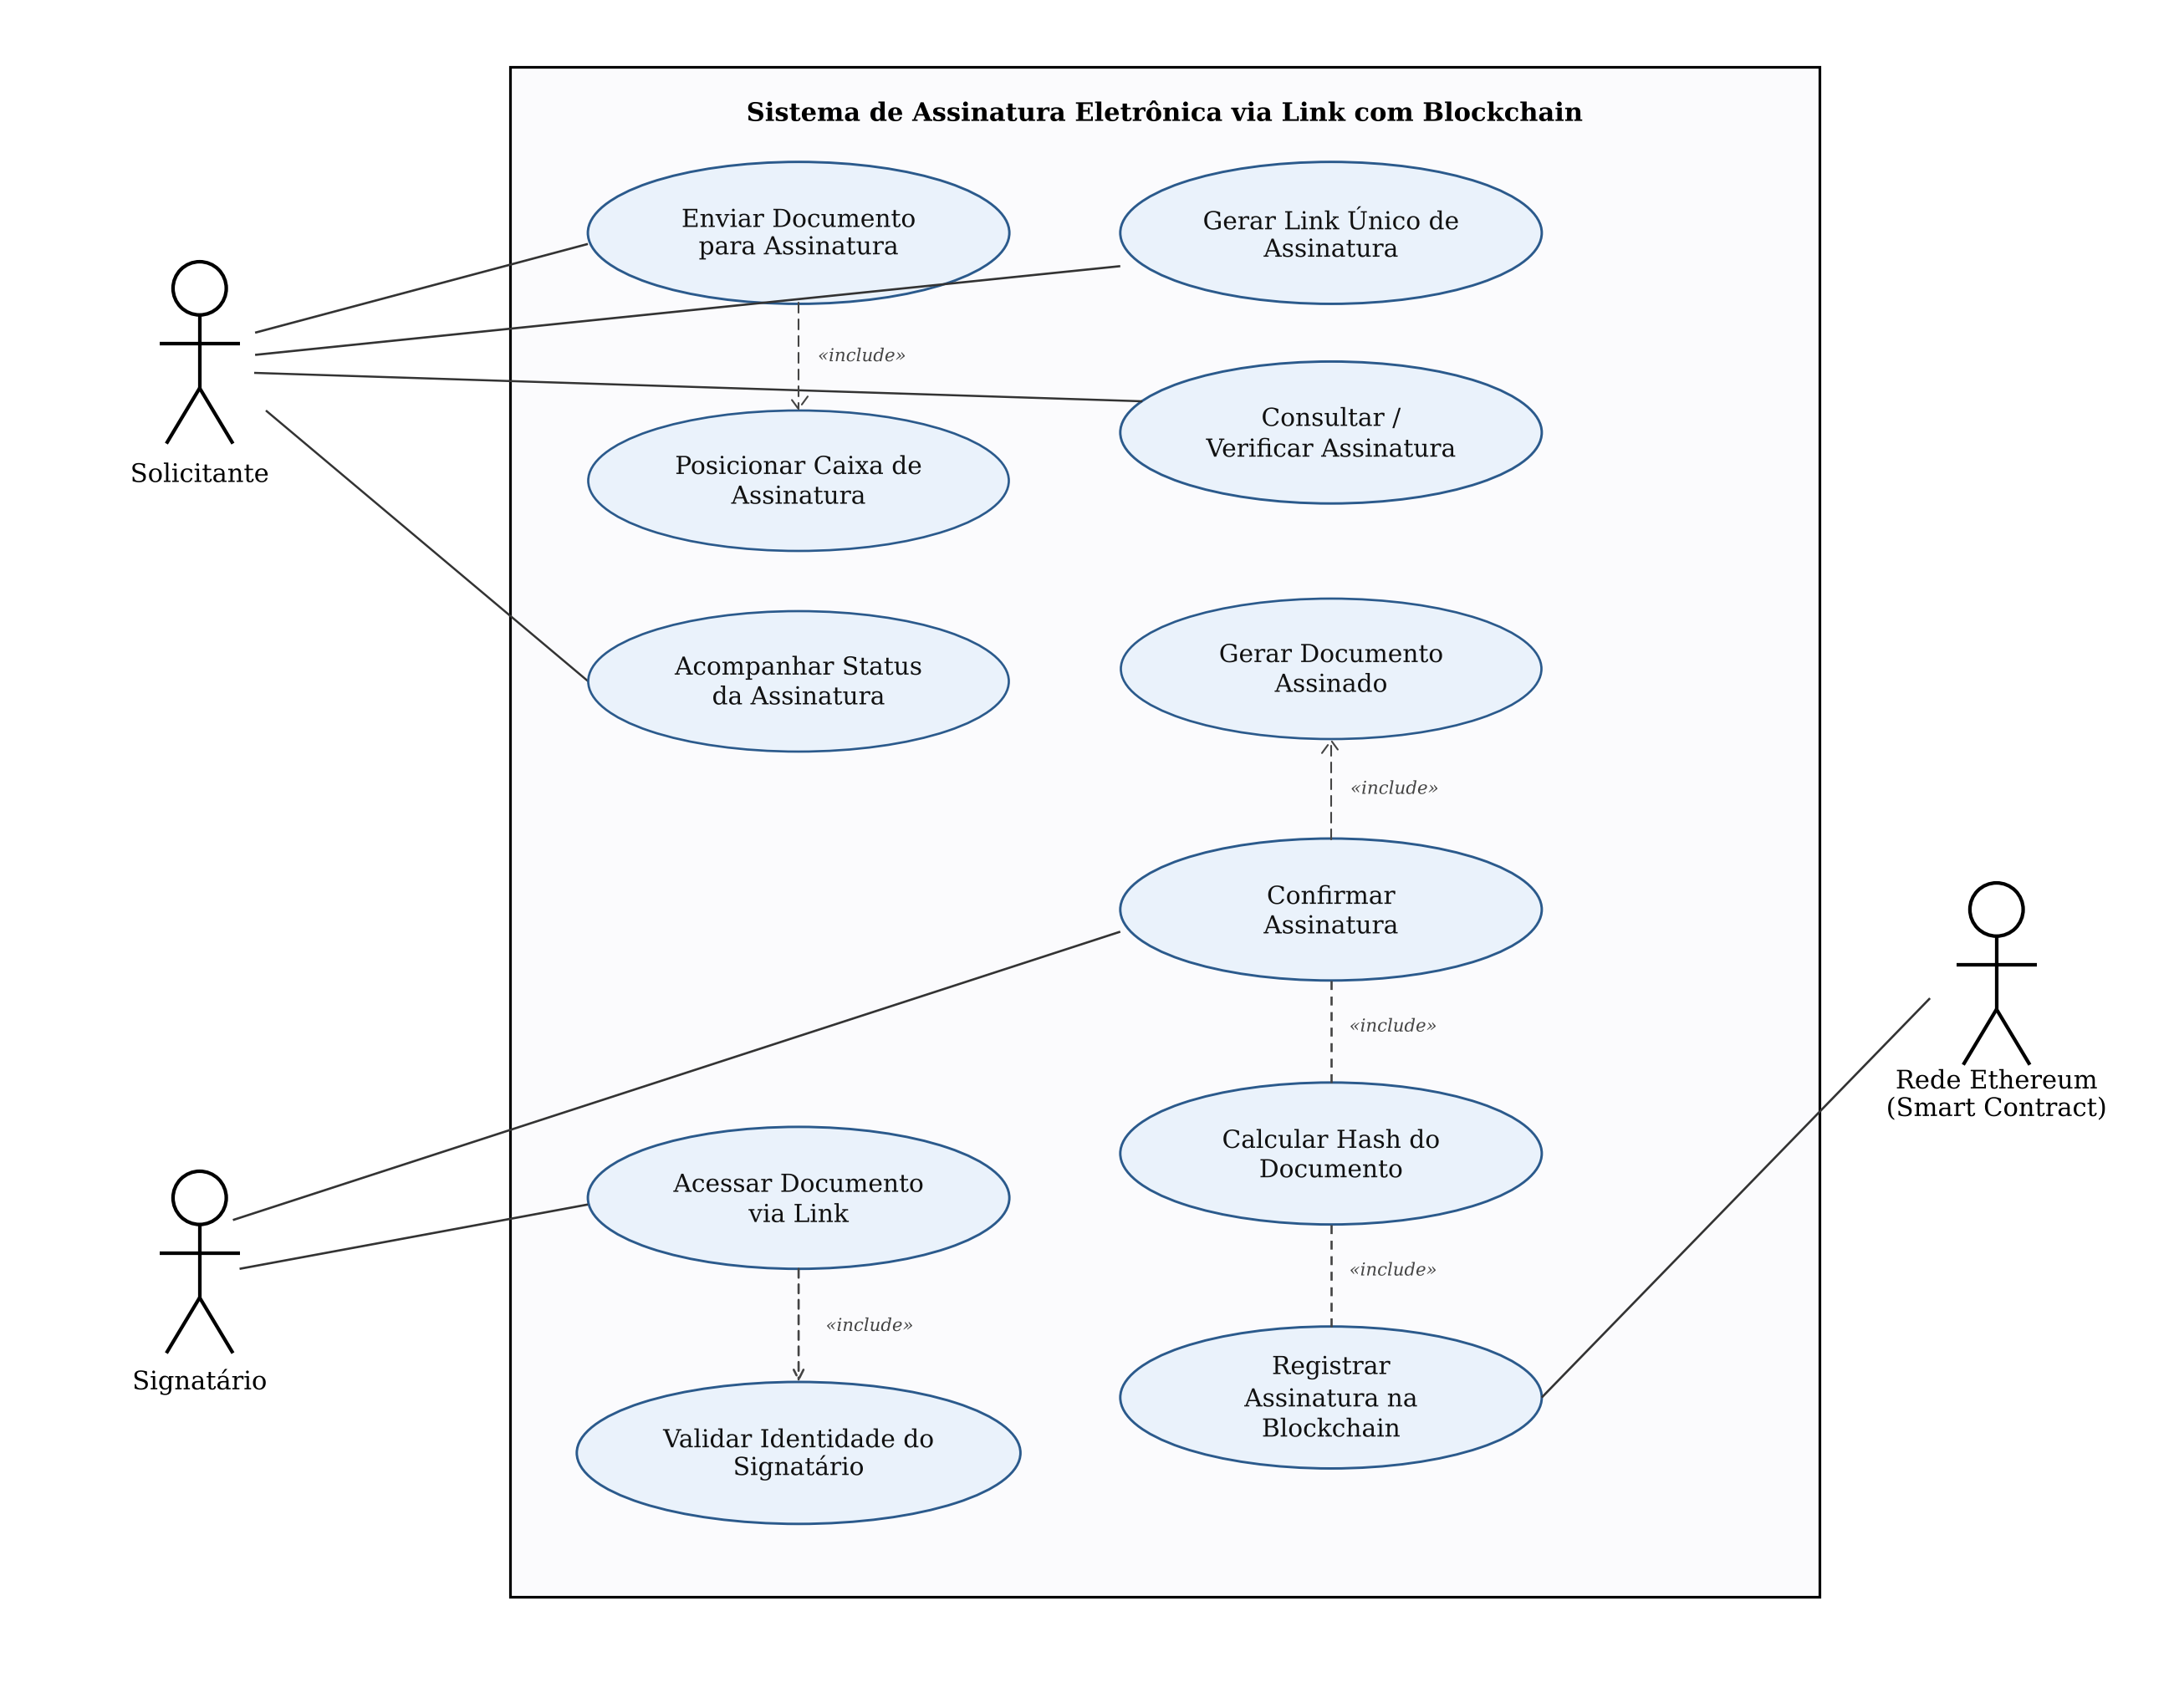 Sistema de Assinatura Eletrônica via Link com Blockchain
Enviar Documento
para Assinatura
Gerar Link Único de
Assinatura
«include»
Solicitante
Consultar /
Verificar Assinatura
Posicionar Caixa de
Assinatura
Acompanhar Status
da Assinatura
Gerar Documento
Assinado
«include»
Confirmar
Assinatura
«include»
Rede Ethereum
(Smart Contract)
Calcular Hash do
Documento
Acessar Documento
via Link
«include»
«include»
Signatário
Registrar
Assinatura na
Blockchain
Validar Identidade do
Signatário